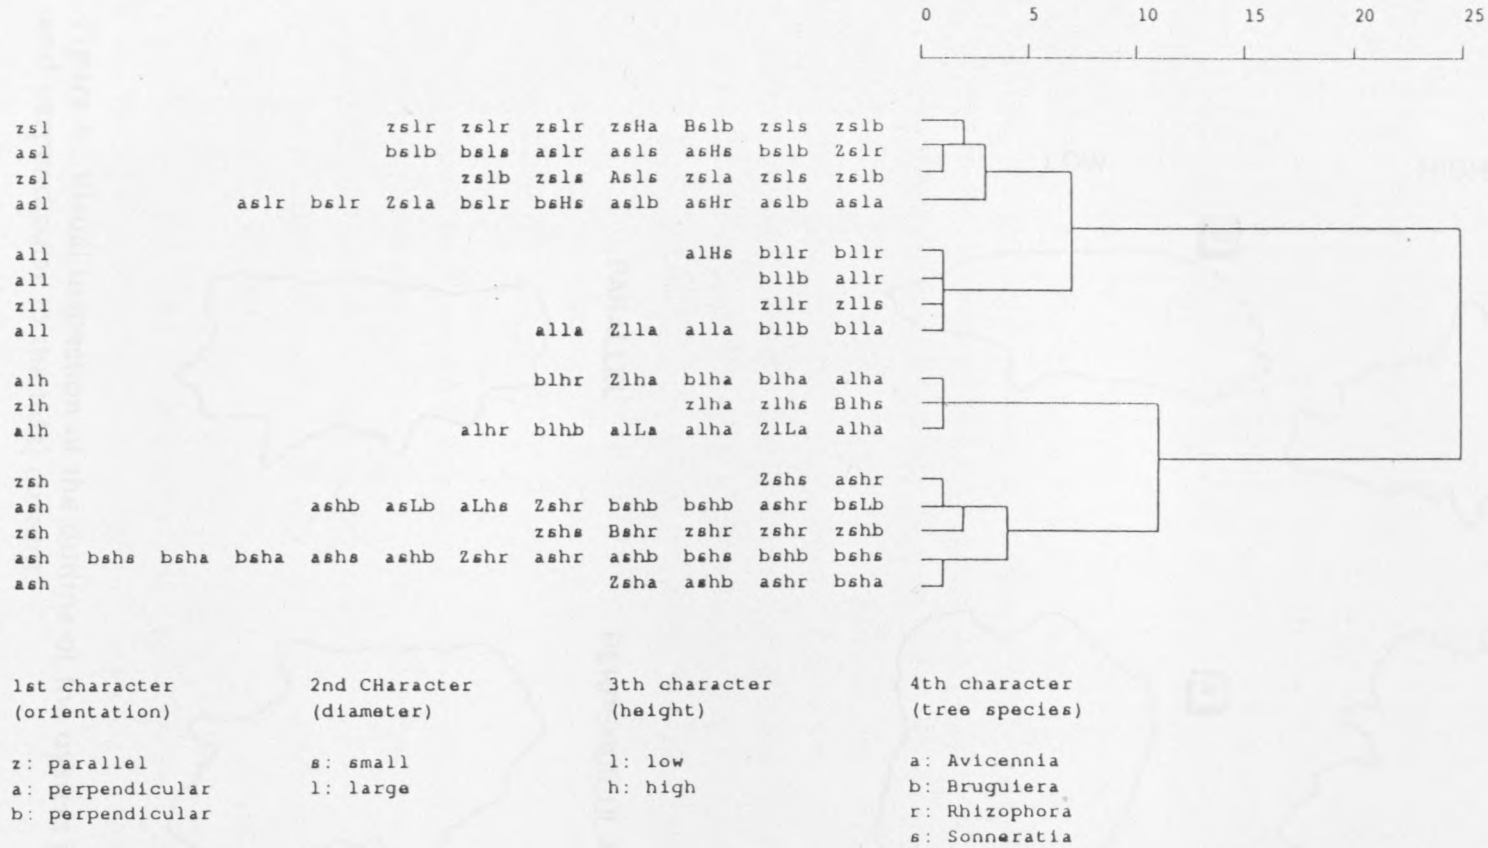 0 5 10 15 20 25
zsl zslr zslr zslr zsHa Bslb zsls zslb
asl bslb bsls aslr asls asHs bslb Zslr
zsl zslb zsls Asls zsla zsls zslb
asl aslr bslr Zsla bslr bsHs aslb asHr aslb asla
all alHs bllr bllr
all bllb allr
zll zllr zlls
all alla Zlla alla bllb blla
alh blhr Zlha blha blha alha
zlh zlha zlhs Blhs
alh alhr blhb alLa alha ZlLa alha
zsh Zshs ashr
ash ashb asLb aLhs Zshr bshb bshb ashr bsLb
zsh zshs Bshr zshr zshr zshb
ash bshs bsha bsha ashs ashb Zshr ashr ashb bshs bshb bshs
ash Zsha ashb ashr bsha
1st character 2nd CHaracter 3th character 4th character
(orientation) (diameter) (height) (tree species)
z: parallel s: small l: low a: Avicennia
a: perpendicular l: large h: high b: Bruguiera
b: perpendicular r: Rhizophora
s: Sonneratia
LOW
HIGH